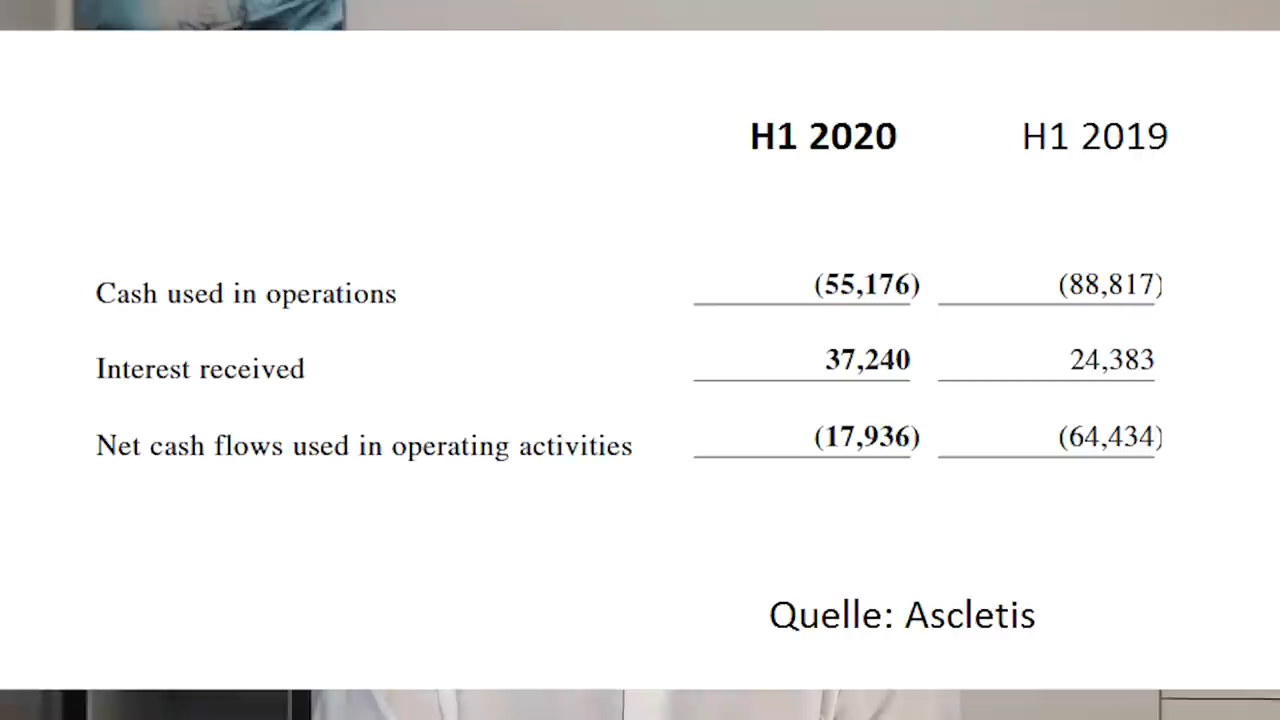 H1 2020 H1 2019
Cash used in operations (55,176) (88,817)
Interest received 37,240 24,383
Net cash flows used in operating activities (17,936) (64,434)
Quelle: Ascletis